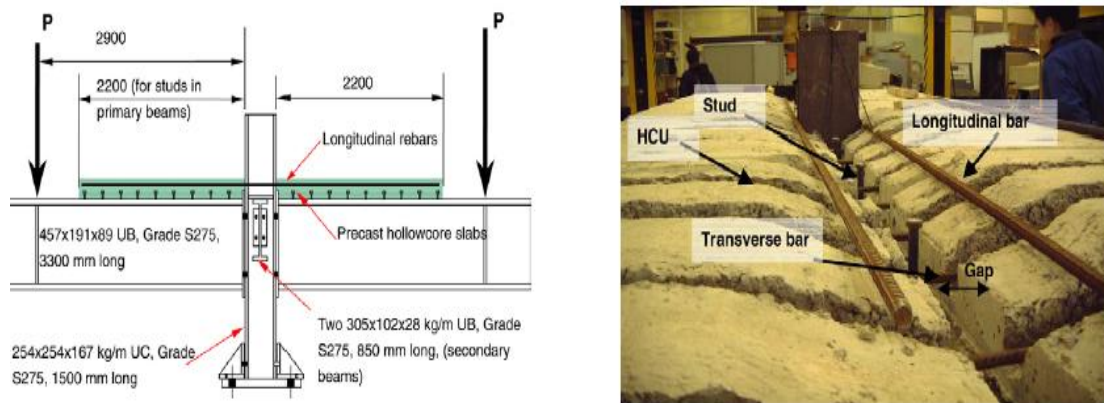 P
P
2900
2200 (for studs in
primary beams)
2200
Longitudinal rebars
Precast hollowcore slabs
457x191x89 UB, Grade S275,
3300 mm long
Two 305x102x28 kg/m UB, Grade
S275, 850 mm long, (secondary
beams)
254x254x167 kg/m UC, Grade
S275, 1500 mm long
Stud
HCU
Longitudinal bar
Transverse bar
Gap